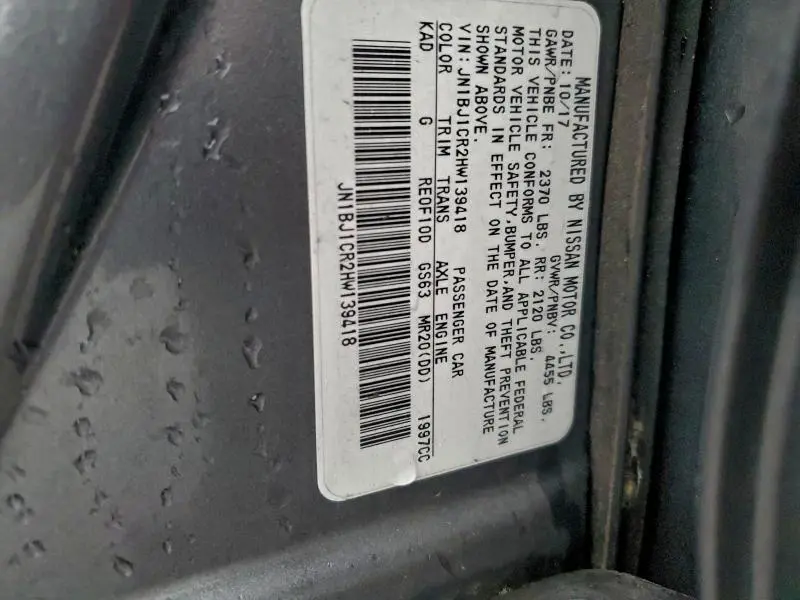 MANUFACTURED BY NISSAN MOTOR CO.,LTD.
DATE: 10/17 GVWR/PNBV: 4455 LBS.
GAWR/PNBE FR: 2370 LBS. RR: 2120 LBS.
THIS VEHICLE CONFORMS TO ALL APPLICABLE FEDERAL
MOTOR VEHICLE SAFETY,BUMPER,AND THEFT PREVENTION
STANDARDS IN EFFECT ON THE DATE OF MANUFACTURE
SHOWN ABOVE.
VIN:JN1BJ1CR2HW139418 PASSENGER CAR
COLOR TRIM TRANS AXLE ENGINE
KAD G RE0F10D GS63 MR20(DD) 1997CC
JN1BJ1CR2HW139418